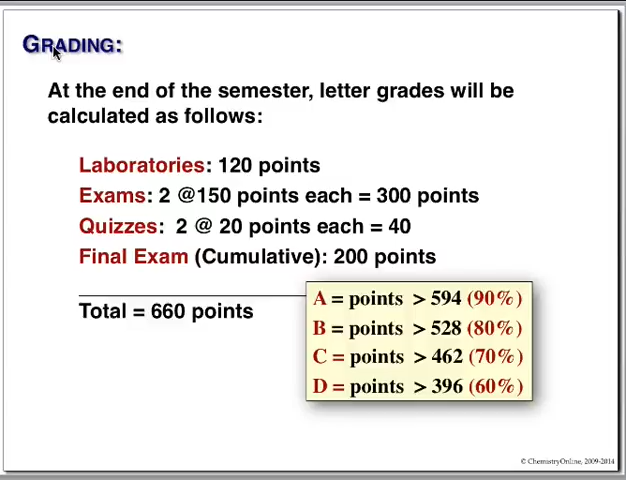 GRADING:
At the end of the semester, letter grades will be
calculated as follows:
Laboratories: 120 points
Exams: 2 @150 points each = 300 points
Quizzes: 2 @ 20 points each = 40
Final Exam (Cumulative): 200 points
Total = 660 points
A = points > 594 (90%)
B = points > 528 (80%)
C = points > 462 (70%)
D = points > 396 (60%)
© ChemistryOnline, 2009-2014